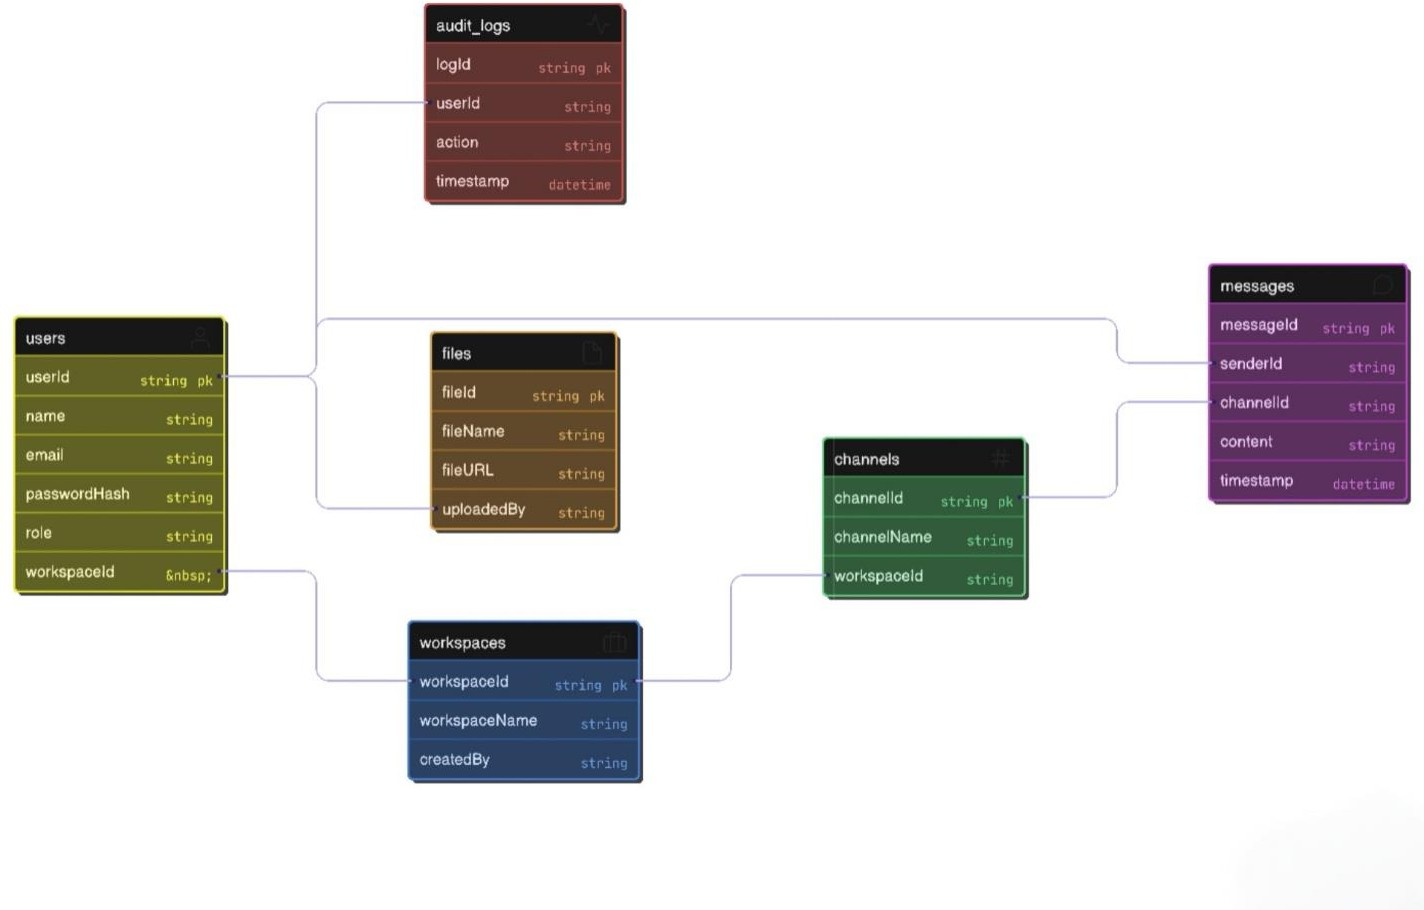 audit_logs
logId string pk
userId string
action string
timestamp datetime
users
userId string pk
name string
email string
passwordHash string
role string
workspaceId &nbsp;
files
fileId string pk
fileName string
fileURL string
uploadedBy string
workspaces
workspaceId string pk
workspaceName string
createdBy string
channels
channelId string pk
channelName string
workspaceId string
messages
messageId string pk
senderId string
channelId string
content string
timestamp datetime